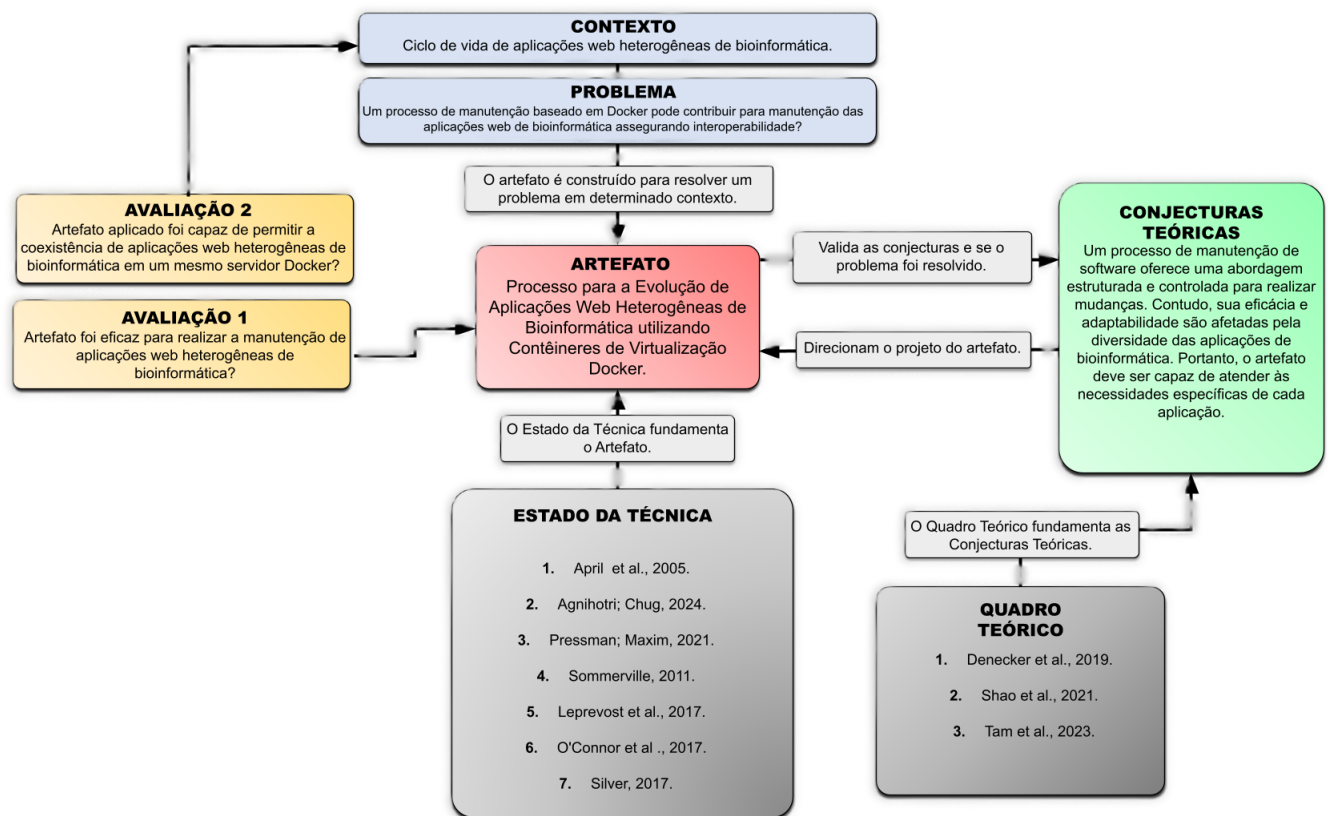 CONTEXTO
Ciclo de vida de aplicações web heterogêneas de bioinformática.
PROBLEMA
Um processo de manutenção baseado em Docker pode contribuir para manutenção das
aplicações web de bioinformática assegurando interoperabilidade?
O artefato é construído para resolver um
problema em determinado contexto.
AVALIAÇÃO 2
Artefato aplicado foi capaz de permitir a
coexistência de aplicações web heterogêneas de
bioinformática em um mesmo servidor Docker?
AVALIAÇÃO 1
Artefato foi eficaz para realizar a manutenção de
aplicações web heterogêneas de
bioinformática?
ARTEFATO
Processo para a Evolução de
Aplicações Web Heterogêneas de
Bioinformática utilizando
Contêineres de Virtualização
Docker.
Valida as conjecturas e se o
problema foi resolvido.
Direcionam o projeto do artefato.
CONJECTURAS
TEÓRICAS
Um processo de manutenção de
software oferece uma abordagem
estruturada e controlada para realizar
mudanças. Contudo, sua eficácia e
adaptabilidade são afetadas pela
diversidade das aplicações de
bioinformática. Portanto, o artefato
deve ser capaz de atender às
necessidades específicas de cada
aplicação.
O Estado da Técnica fundamenta
o Artefato.
ESTADO DA TÉCNICA
1. April et al., 2005.
2. Agnihotri; Chug, 2024.
3. Pressman; Maxim, 2021.
4. Sommerville, 2011.
5. Leprevost et al., 2017.
6. O'Connor et al ., 2017.
7. Silver, 2017.
O Quadro Teórico fundamenta as
Conjecturas Teóricas.
QUADRO
TEÓRICO
1. Denecker et al., 2019.
2. Shao et al., 2021.
3. Tam et al., 2023.